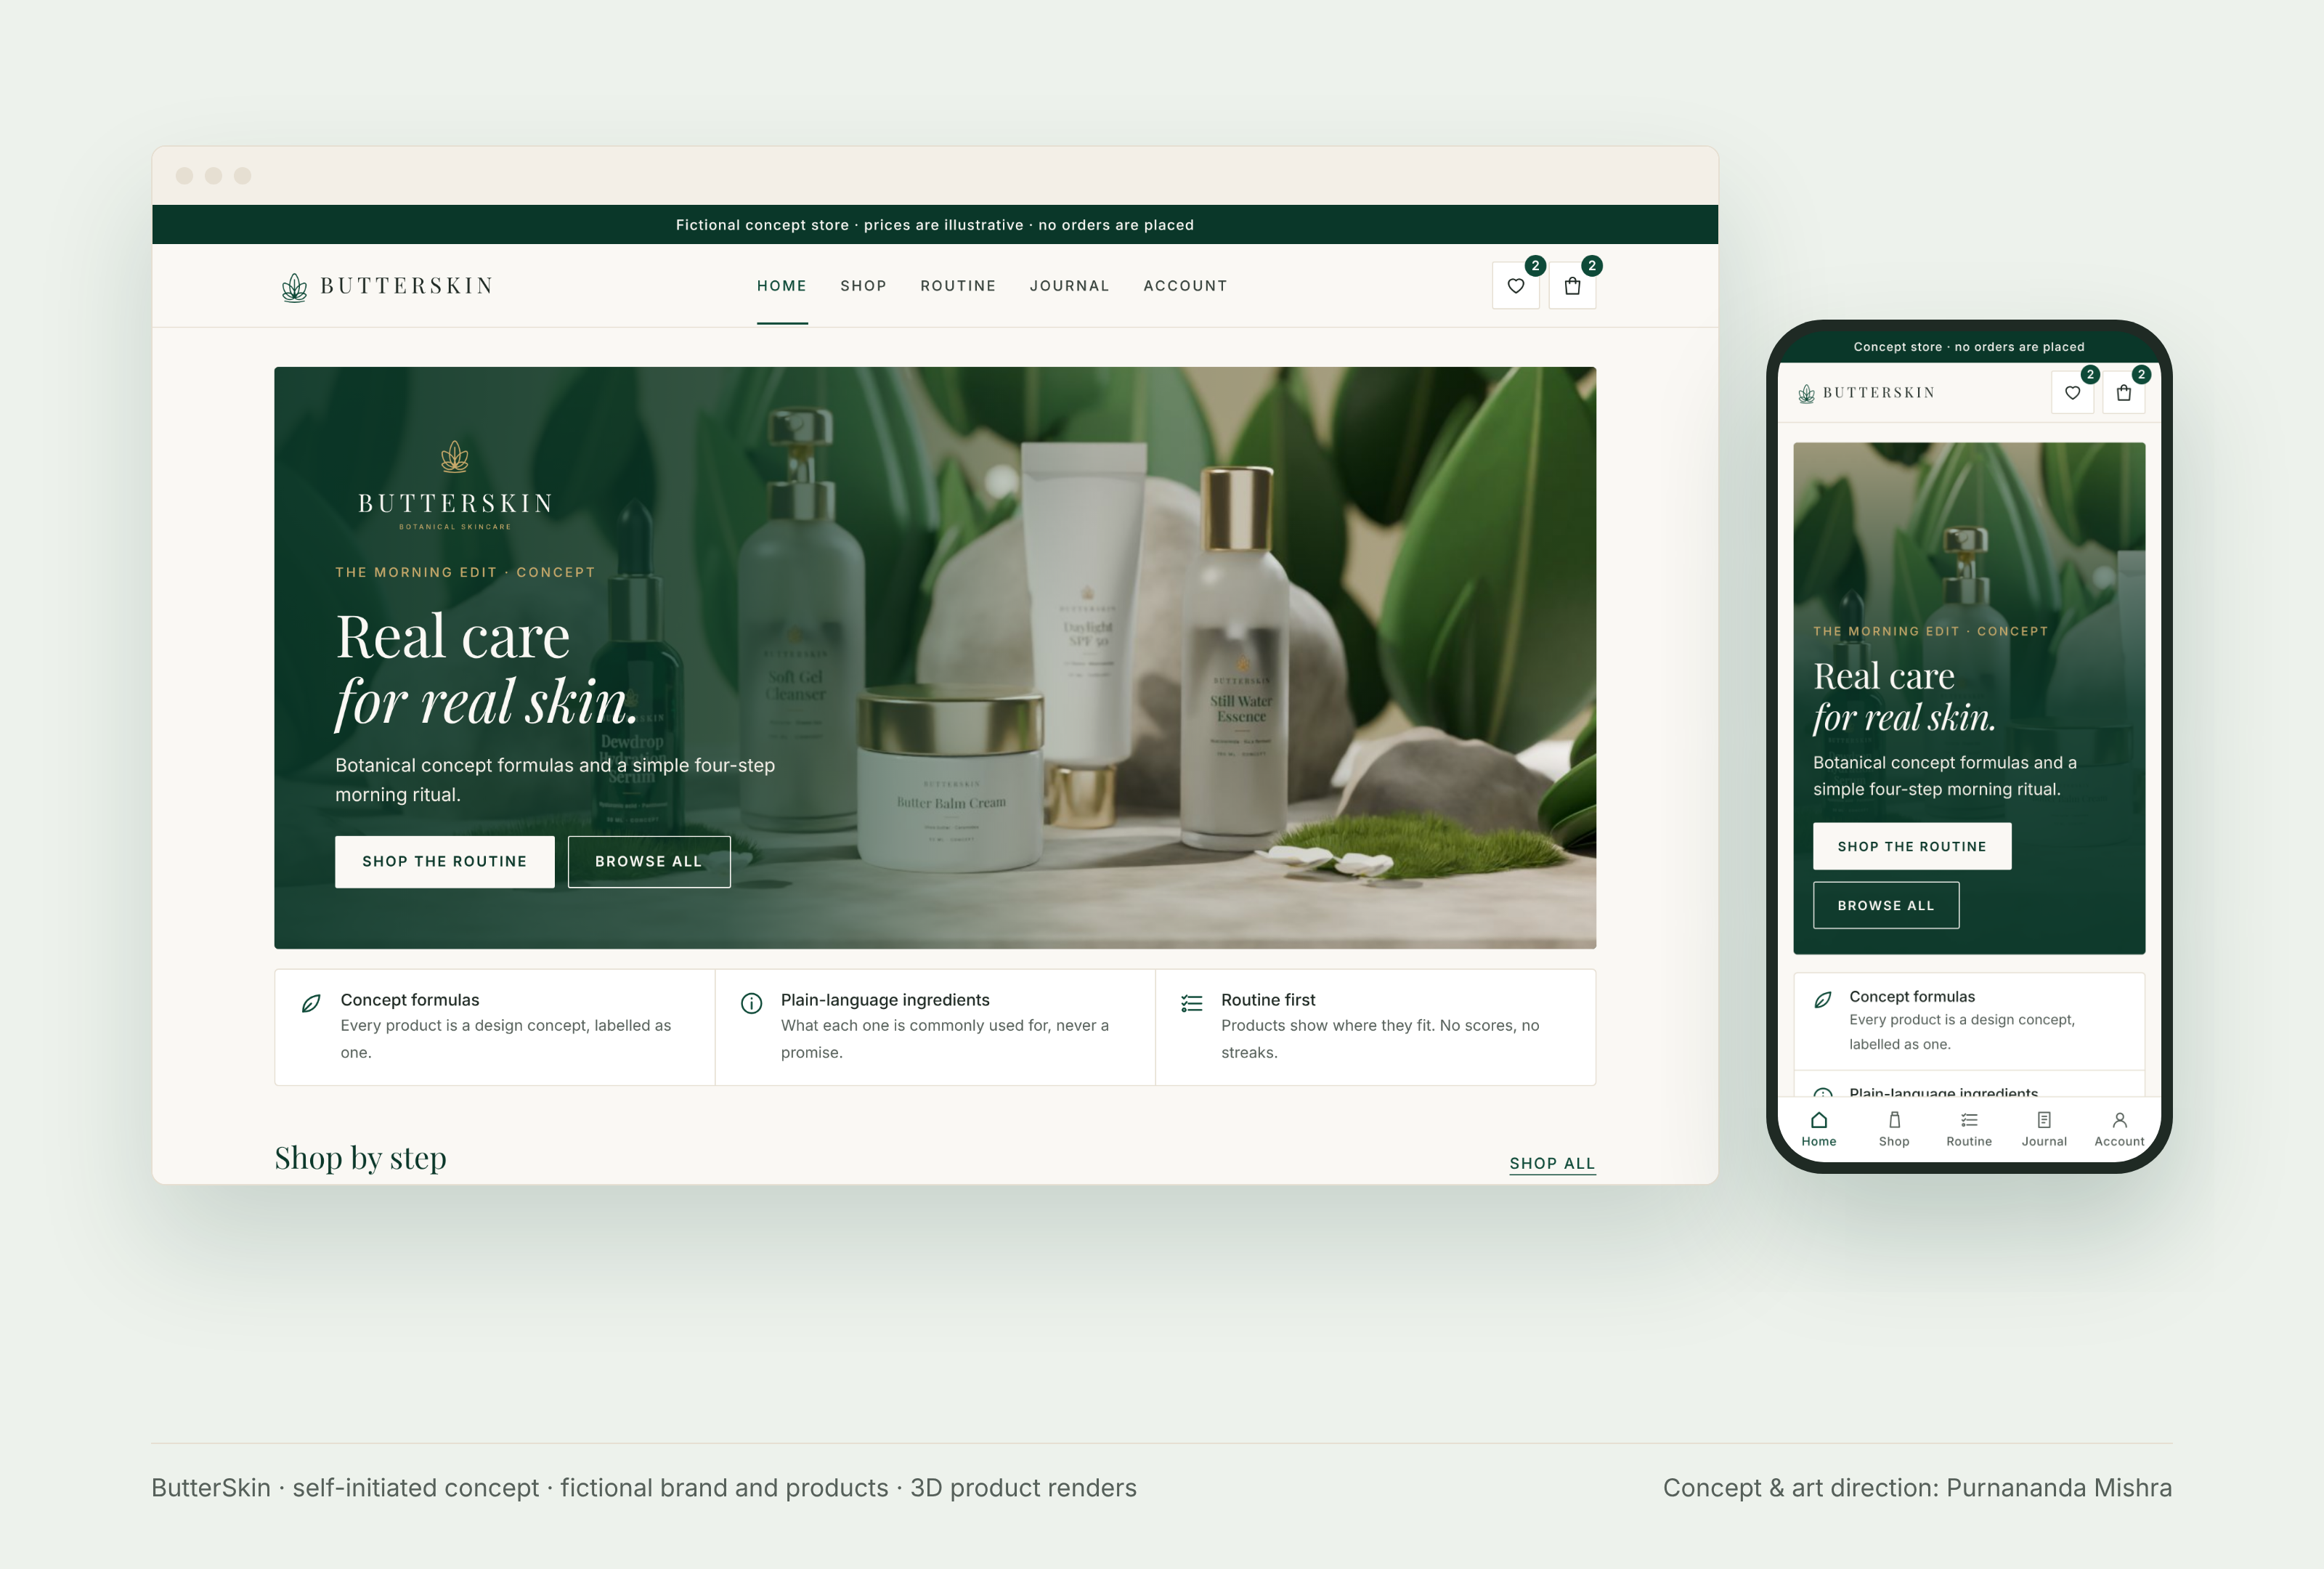 Fictional concept store · prices are illustrative · no orders are placed
BUTTERSKIN
HOME SHOP ROUTINE JOURNAL ACCOUNT
2 2
BUTTERSKIN
BOTANICAL SKINCARE
THE MORNING EDIT · CONCEPT
Real care
for real skin.
Botanical concept formulas and a simple four-step
morning ritual.
SHOP THE ROUTINE BROWSE ALL
BUTTERSKIN
Dewdrop
Hydration
Serum
BUTTERSKIN
Soft Gel
Cleanser
BUTTERSKIN
Butter Balm Cream
BUTTERSKIN
Daylight
SPF 50
BUTTERSKIN
Still Water
Essence
Concept formulas
Every product is a design concept, labelled as
one.
Plain-language ingredients
What each one is commonly used for, never a
promise.
Routine first
Products show where they fit. No scores, no
streaks.
Shop by step
SHOP ALL
Concept store · no orders are placed
BUTTERSKIN
2 2
THE MORNING EDIT · CONCEPT
Real care
for real skin.
Botanical concept formulas and a
simple four-step morning ritual.
SHOP THE ROUTINE
BROWSE ALL
Concept formulas
Every product is a design concept,
labelled as one.
Plain-language ingredients
Home Shop Routine Journal Account
ButterSkin · self-initiated concept · fictional brand and products · 3D product renders
Concept & art direction: Purnananda Mishra